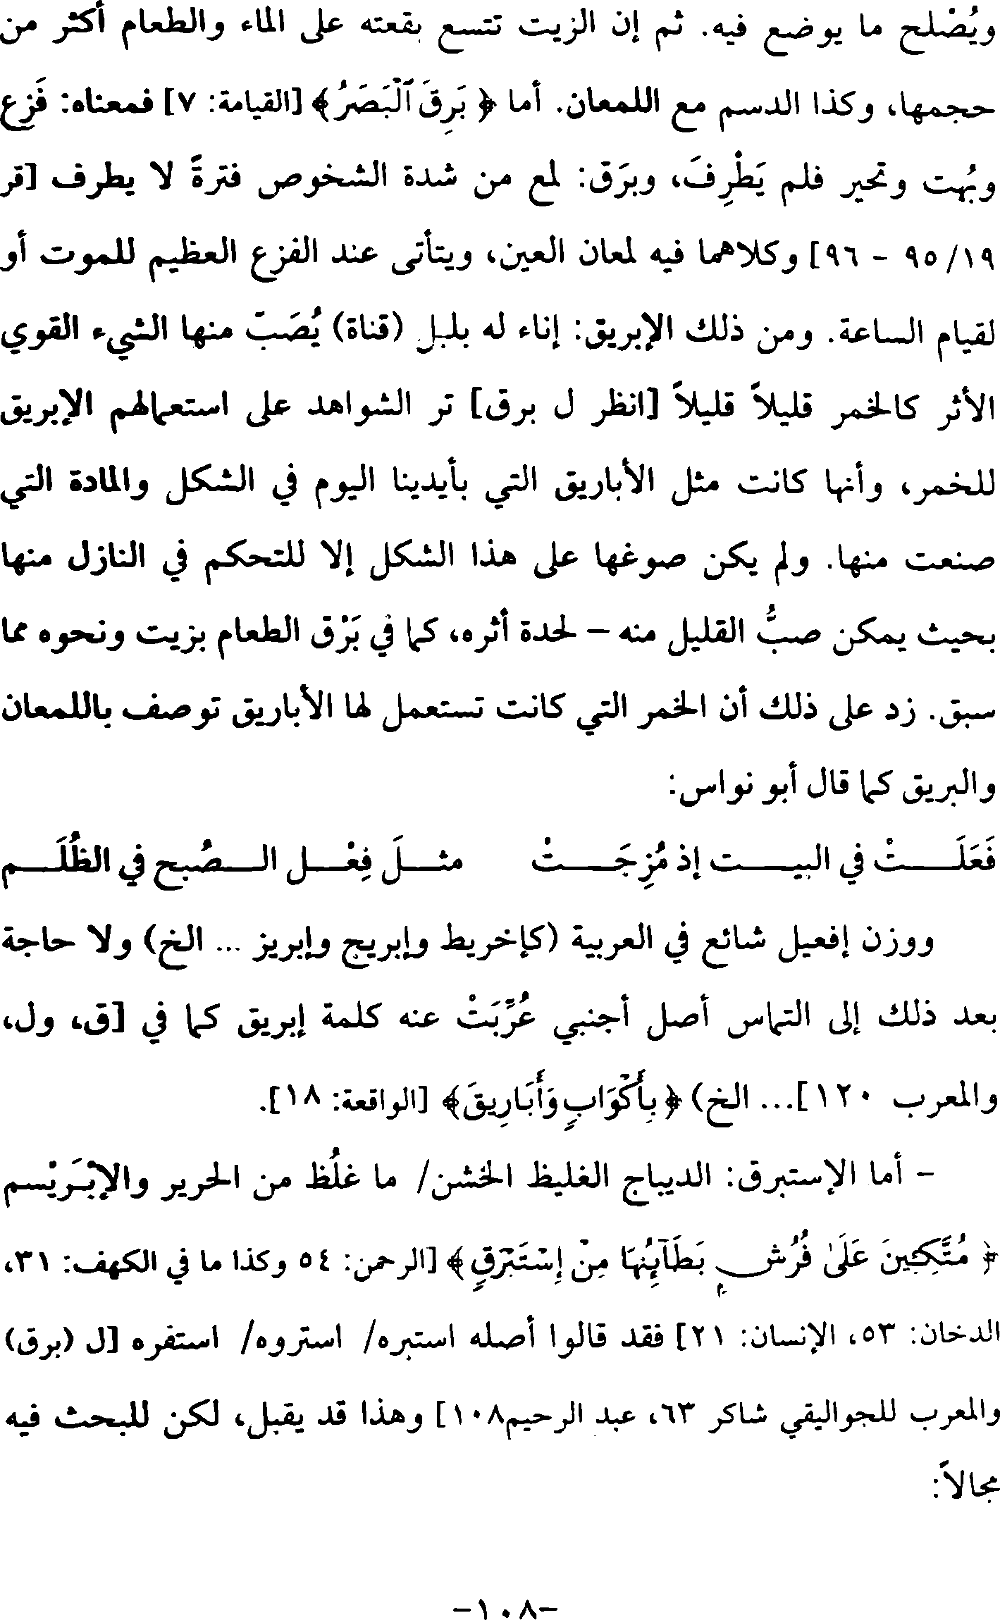 ويُصْلح ما يوضع فيه. ثم إن الزيت تتسع بقعته على الماء والطعام أكثر من
حجمها، وكذا الدسم مع اللمعان. أما ﴿ بَرِقَ ٱلْبَصَرُ﴾ [القيامة: ٧] فمعناه: فَزِع
وبُهت وتحير فلم يَطْرِفَ، وبرَق: لمع من شدة الشخوص فترةً لا يطرف [قر
١٩/ ٩٥ – ٩٦] وكلاهما فيه لمعان العين، ويتأتى عند الفزع العظيم للموت أو
لقيام الساعة. ومن ذلك الإبريق: إناء له بلبل (قناة) يُصَبّ منها الشيء القوي
الأثر كالخمر قليلاً قليلاً [انظر ل برق] تر الشواهد على استعمالهم الإبريق
للخمر، وأنها كانت مثل الأباريق التي بأيدينا اليوم في الشكل والمادة التي
صنعت منها. ولم يكن صوغها على هذا الشكل إلا للتحكم في النازل منها
بحيث يمكن صبُّ القليل منه – لحدة أثره، كما في بَرْق الطعام بزيت ونحوه مما
سبق. زد على ذلك أن الخمر التي كانت تستعمل لها الأباريق توصف باللمعان
والبريق كما قال أبو نواس:
فَعَلَــــتْ في البيــــت إذ مُزِجَــــتْ مثــلَ فِعْــل الــصُبح في الظُلَــم
ووزن إفعيل شائع في العربية (كإخريط وإبريج وإبريز ... الخ) ولا حاجة
بعد ذلك إلى التماس أصل أجنبي عُرِّبَتْ عنه كلمة إبريق كما في [ق، ول،
والمعرب ١٢٠]... الخ) ﴿ بِأَكْوَابٍ وَأَبَارِيقَ﴾ [الواقعة: ١٨].
– أما الإستبرق: الديباج الغليظ الخشن/ ما غلُظ من الحرير والإبْرَيْسم
﴿ مُتَّكِـِٔينَ عَلَىٰ فُرُشٍۭ بَطَآئِنُهَا مِنْ إِسْتَبْرَقٍ﴾ [الرحمن: ٥٤ وكذا ما في الكهف: ٣١،
الدخان: ٥٣، الإنسان: ٢١] فقد قالوا أصله استبره/ استروه/ استفره [ل (برق)
والمعرب للجواليقي شاكر ٦٣، عبد الرحيم١٠٨] وهذا قد يقبل، لكن للبحث فيه
مجالاً:
-١٠٨-